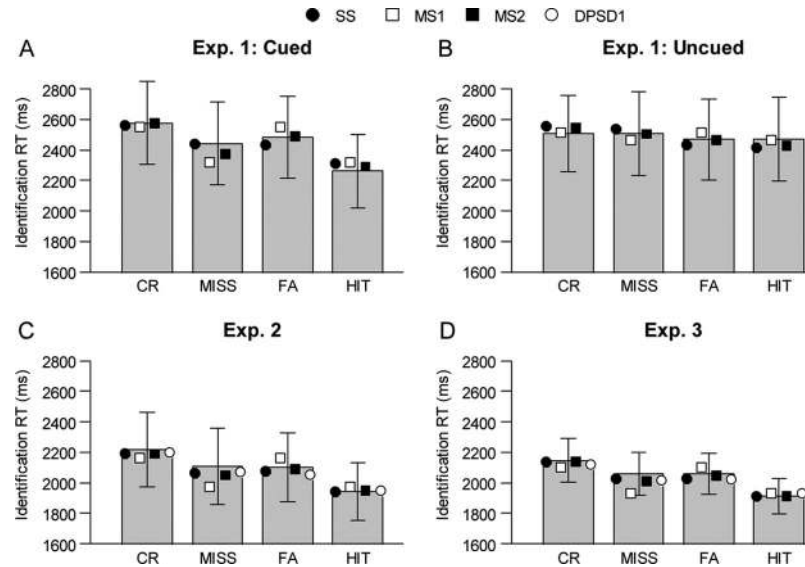 SS MS1 MS2 DPSD1
A Exp. 1: Cued
Identification RT (ms)
2800
2600
2400
2200
2000
1800
1600
CR MISS FA HIT
B Exp. 1: Uncued
Identification RT (ms)
2800
2600
2400
2200
2000
1800
1600
CR MISS FA HIT
C Exp. 2
Identification RT (ms)
2800
2600
2400
2200
2000
1800
1600
CR MISS FA HIT
D Exp. 3
Identification RT (ms)
2800
2600
2400
2200
2000
1800
1600
CR MISS FA HIT